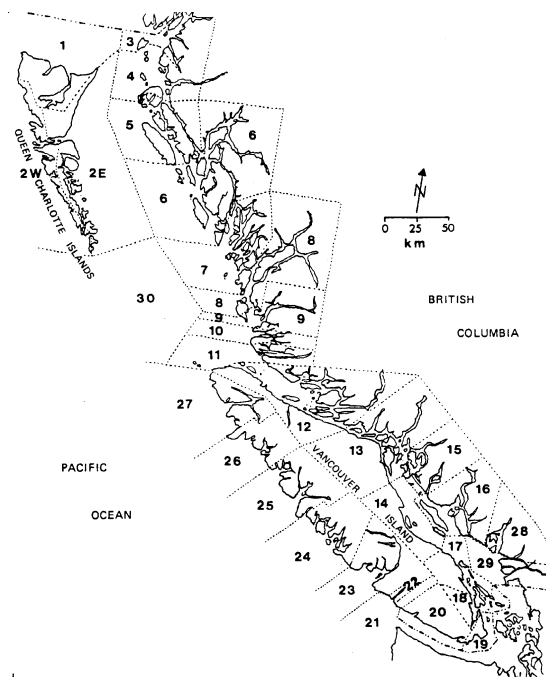 1
3
4
5
6
2W
2E
QUEEN CHARLOTTE ISLANDS
6
N
0 25 50
km
7
8
30
8
9
9
10
11
BRITISH
COLUMBIA
27
12
13
VANCOUVER
ISLAND
15
26
PACIFIC
OCEAN
25
14
16
24
17
28
29
23
22
18
20
21
19